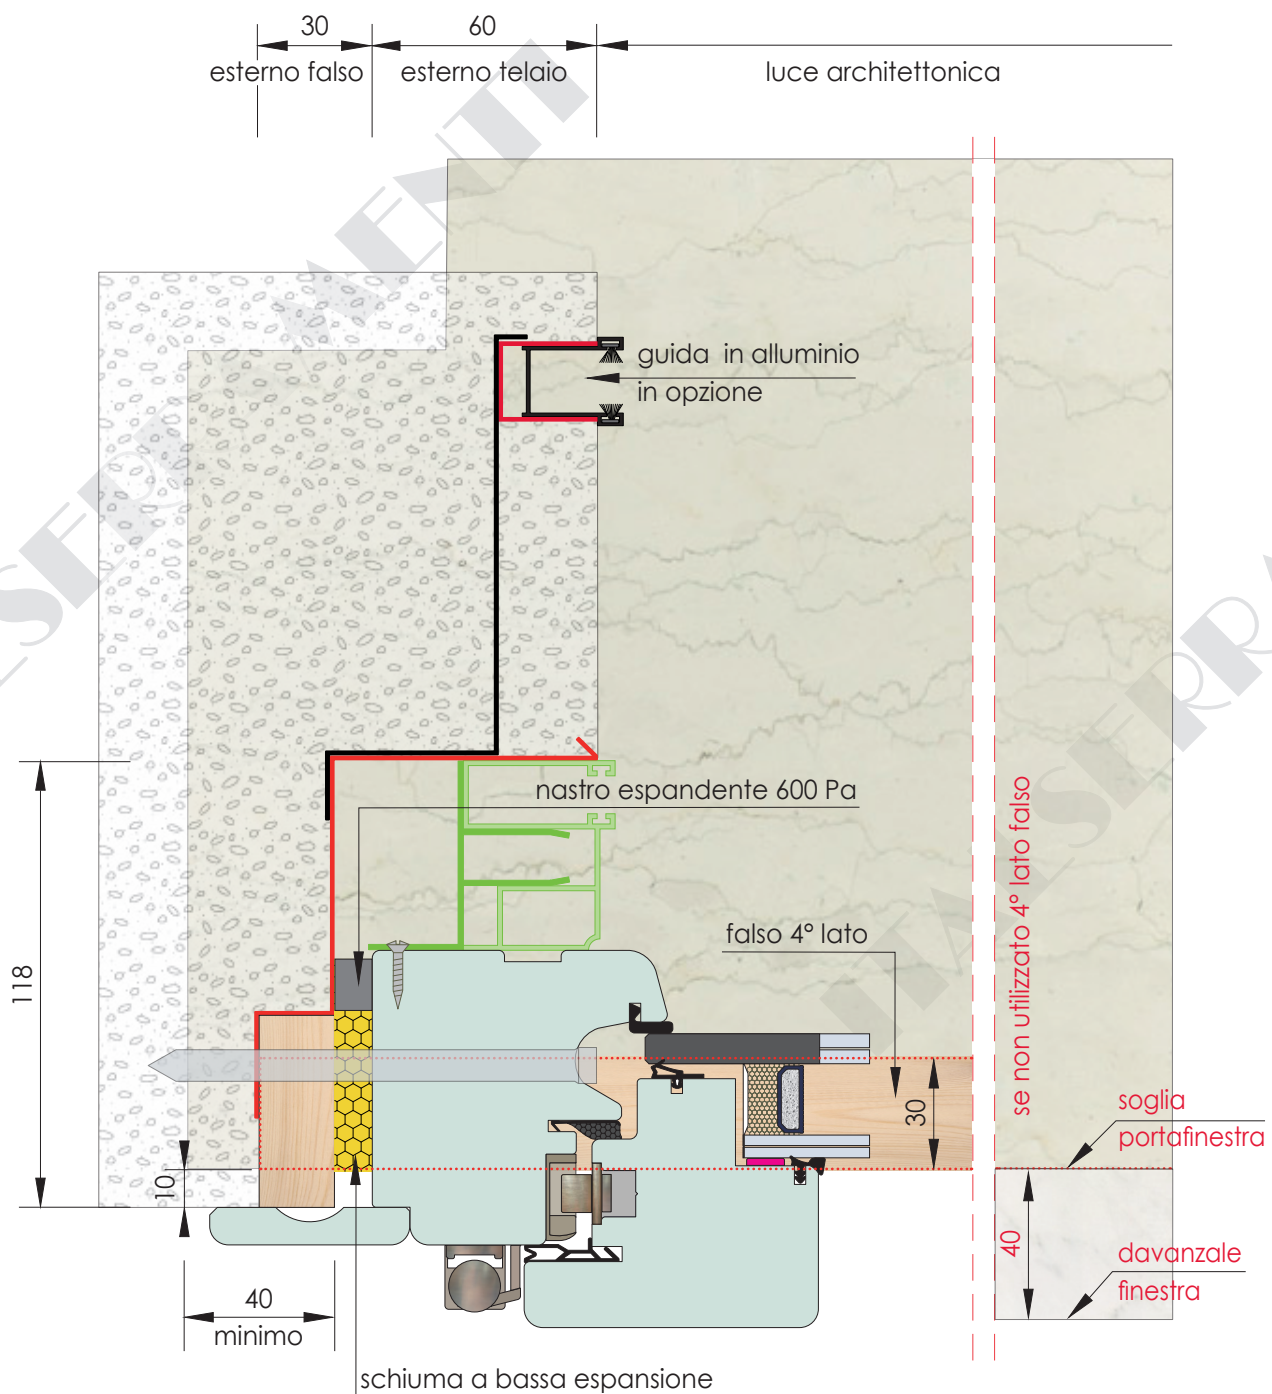 30
60
esterno falso
esterno telaio
luce architettonica
guida in alluminio
in opzione
nastro espandente 600 Pa
falso 4° lato
se non utilizzato 4° lato falso
118
30
soglia
portafinestra
10
40
davanzale
finestra
40
minimo
schiuma a bassa espansione